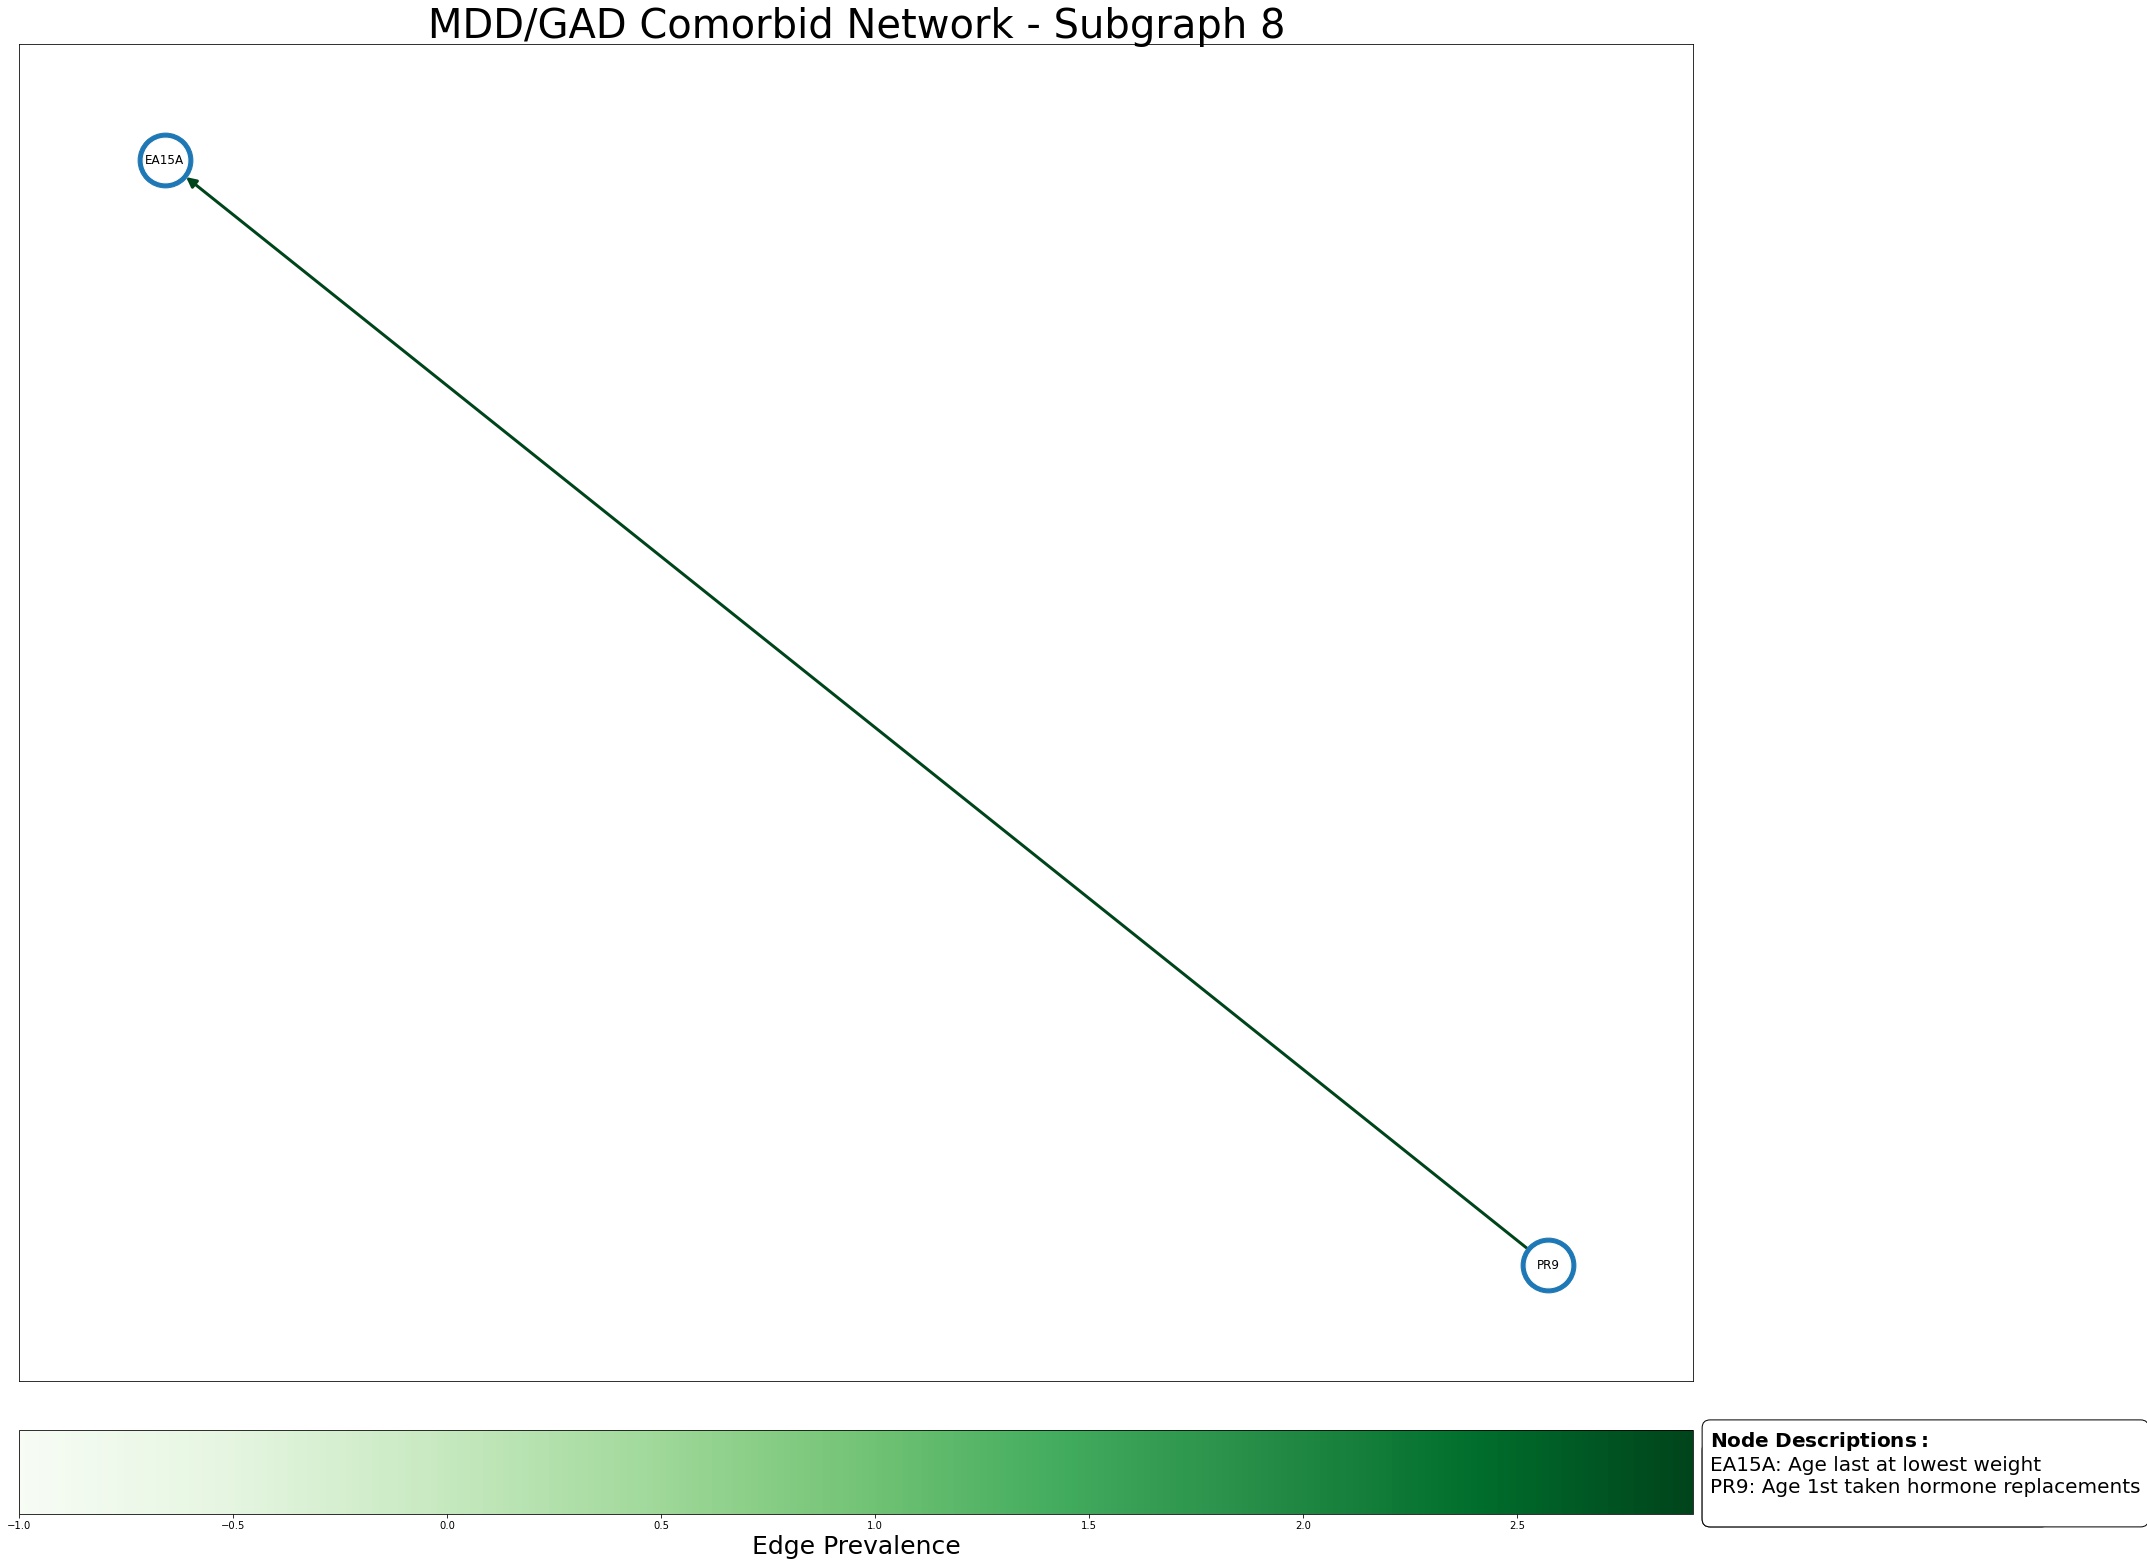 MDD/GAD Comorbid Network - Subgraph 8
EA15A
PR9
−1.0 −0.5 0.0 0.5 1.0 1.5 2.0 2.5
Edge Prevalence
Node Descriptions:
EA15A: Age last at lowest weight
PR9: Age 1st taken hormone replacements